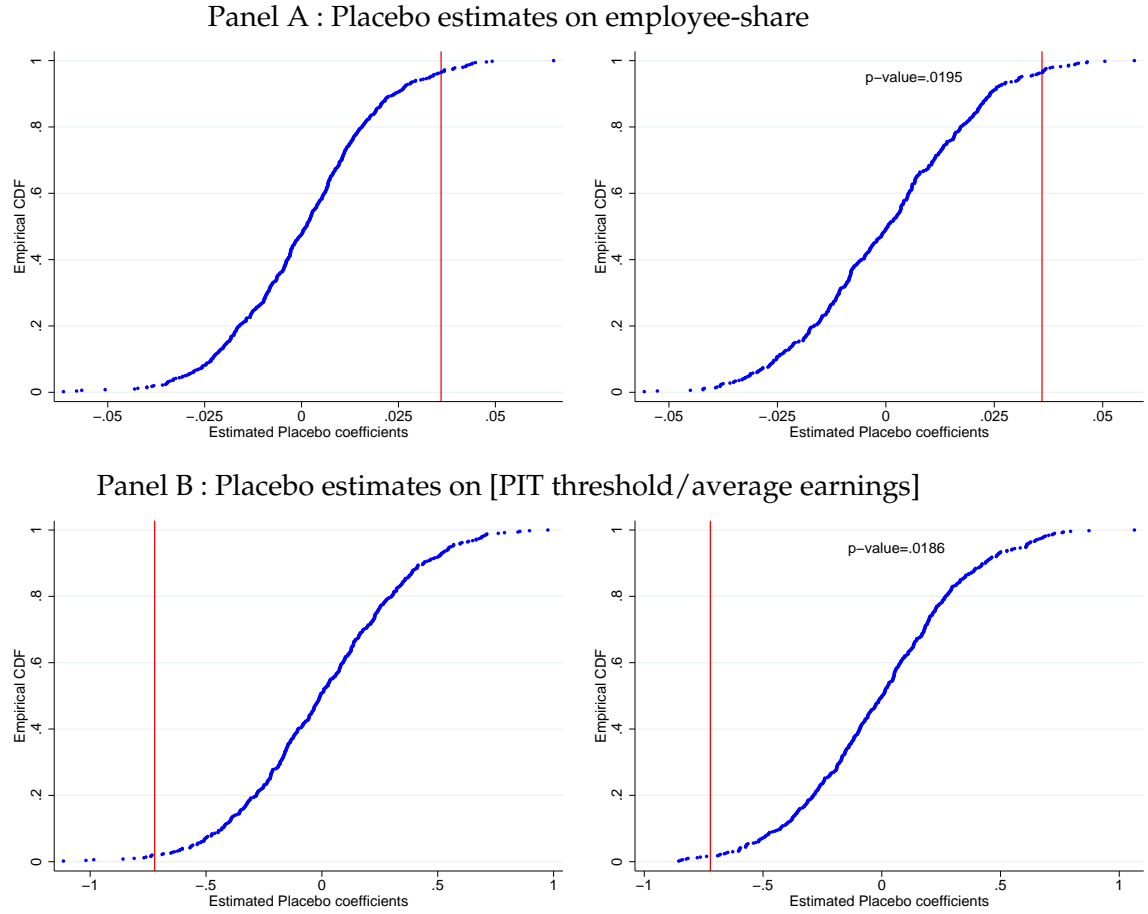 Panel A : Placebo estimates on employee-share
Empirical CDF
0 .2 .4 .6 .8 1
-.05 -.025 0 .025 .05
Estimated Placebo coefficients
p-value=.0195
Empirical CDF
0 .2 .4 .6 .8 1
-.05 -.025 0 .025 .05
Estimated Placebo coefficients
Panel B : Placebo estimates on [PIT threshold/average earnings]
Empirical CDF
0 .2 .4 .6 .8 1
-1 -.5 0 .5 1
Estimated Placebo coefficients
p-value=.0186
Empirical CDF
0 .2 .4 .6 .8 1
-1 -.5 0 .5 1
Estimated Placebo coefficients